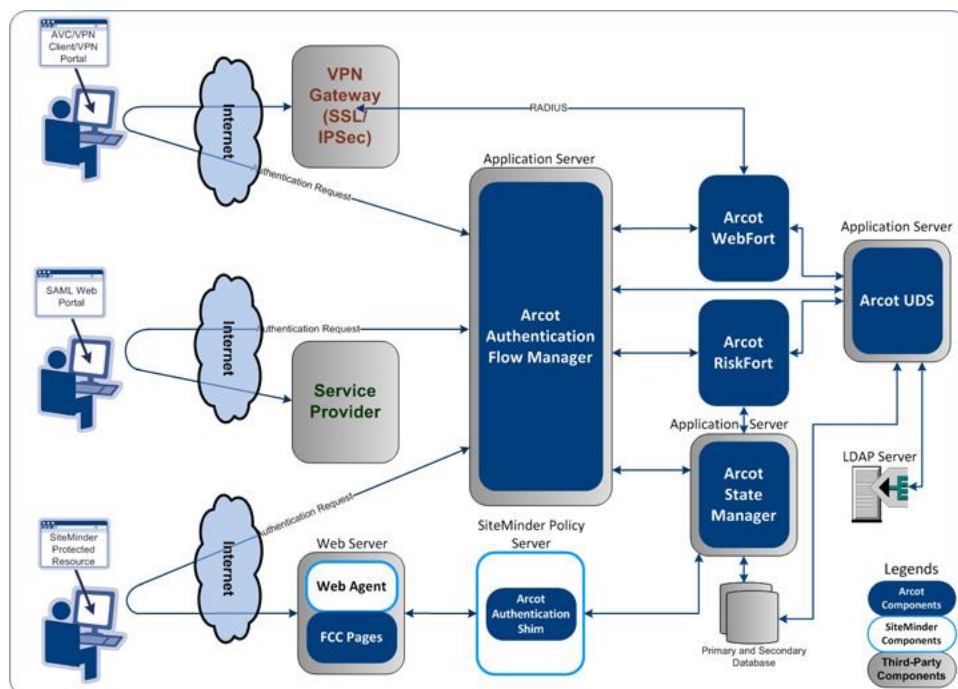 AVC/VPN
Client/VPN
Portal
Internet
VPN
Gateway
(SSL/
IPSec)
RADIUS
Authentication Request
Application Server
Arcot
Authentication
Flow Manager
Arcot
WebFort
Application Server
Arcot UDS
SAML Web
Portal
Internet
Authentication Request
Service
Provider
Arcot
RiskFort
Application Server
Arcot
State
Manager
LDAP Server
SiteMinder
Protected
Resource
Internet
Authentication Request
Web Server
Web Agent
FCC Pages
SiteMinder Policy
Server
Arcot
Authentication
Shim
Primary and Secondary
Database
Legends
Arcot
Components
SiteMinder
Components
Third-Party
Components